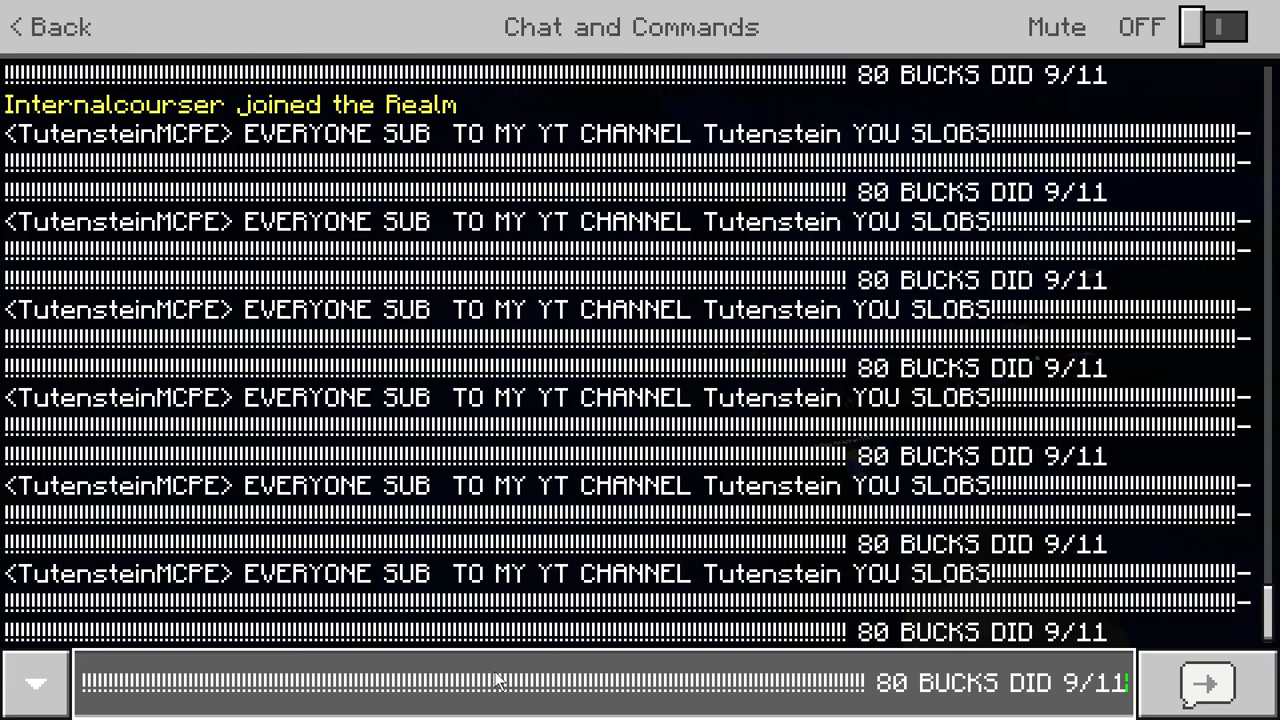 Back Chat and Commands Mute OFF
!!!!!!!!!!!!!!!!!!!!!!!!!!!!!!!!!!!!!!!!!!!!!!!!!!!!!!!!!!!!!!!!!!!!!!!!!!!!!!!!!!!!!!!!!!!!!!!!!!!!!!!!!!!!!!!!!!!!!!!!!!!!!!!!!!!!!!!!!!!! 80 BUCKS DID 9/11
Internalcourser joined the Realm
<TutensteinMCPE> EVERYONE SUB  TO MY YT CHANNEL Tutenstein YOU SLOBS!!!!!!!!!!!!!!!!!!!!!!!!!!!!!!!!!!!!!!!!!-
!!!!!!!!!!!!!!!!!!!!!!!!!!!!!!!!!!!!!!!!!!!!!!!!!!!!!!!!!!!!!!!!!!!!!!!!!!!!!!!!!!!!!!!!!!!!!!!!!!!!!!!!!!!!!!!!!!!!!!!!!!!!!!!!!!!!!!!!!!!!!!!!!!!!!!!!!!!!!!!!!!!!!!!!!!!!!!!!!!!!!!!!!!!!!!!!!!!!!!!!!-
!!!!!!!!!!!!!!!!!!!!!!!!!!!!!!!!!!!!!!!!!!!!!!!!!!!!!!!!!!!!!!!!!!!!!!!!!!!!!!!!!!!!!!!!!!!!!!!!!!!!!!!!!!!!!!!!!!!!!!!!!!!!!!!!!!!!!!!!!!!! 80 BUCKS DID 9/11
<TutensteinMCPE> EVERYONE SUB  TO MY YT CHANNEL Tutenstein YOU SLOBS!!!!!!!!!!!!!!!!!!!!!!!!!!!!!!!!!!!!!!!!!-
!!!!!!!!!!!!!!!!!!!!!!!!!!!!!!!!!!!!!!!!!!!!!!!!!!!!!!!!!!!!!!!!!!!!!!!!!!!!!!!!!!!!!!!!!!!!!!!!!!!!!!!!!!!!!!!!!!!!!!!!!!!!!!!!!!!!!!!!!!!!!!!!!!!!!!!!!!!!!!!!!!!!!!!!!!!!!!!!!!!!!!!!!!!!!!!!!!!!!!!!!-
!!!!!!!!!!!!!!!!!!!!!!!!!!!!!!!!!!!!!!!!!!!!!!!!!!!!!!!!!!!!!!!!!!!!!!!!!!!!!!!!!!!!!!!!!!!!!!!!!!!!!!!!!!!!!!!!!!!!!!!!!!!!!!!!!!!!!!!!!!!! 80 BUCKS DID 9/11
<TutensteinMCPE> EVERYONE SUB  TO MY YT CHANNEL Tutenstein YOU SLOBS!!!!!!!!!!!!!!!!!!!!!!!!!!!!!!!!!!!!!!!!!-
!!!!!!!!!!!!!!!!!!!!!!!!!!!!!!!!!!!!!!!!!!!!!!!!!!!!!!!!!!!!!!!!!!!!!!!!!!!!!!!!!!!!!!!!!!!!!!!!!!!!!!!!!!!!!!!!!!!!!!!!!!!!!!!!!!!!!!!!!!!!!!!!!!!!!!!!!!!!!!!!!!!!!!!!!!!!!!!!!!!!!!!!!!!!!!!!!!!!!!!!!-
!!!!!!!!!!!!!!!!!!!!!!!!!!!!!!!!!!!!!!!!!!!!!!!!!!!!!!!!!!!!!!!!!!!!!!!!!!!!!!!!!!!!!!!!!!!!!!!!!!!!!!!!!!!!!!!!!!!!!!!!!!!!!!!!!!!!!!!!!!!! 80 BUCKS DID 9/11
<TutensteinMCPE> EVERYONE SUB  TO MY YT CHANNEL Tutenstein YOU SLOBS!!!!!!!!!!!!!!!!!!!!!!!!!!!!!!!!!!!!!!!!!-
!!!!!!!!!!!!!!!!!!!!!!!!!!!!!!!!!!!!!!!!!!!!!!!!!!!!!!!!!!!!!!!!!!!!!!!!!!!!!!!!!!!!!!!!!!!!!!!!!!!!!!!!!!!!!!!!!!!!!!!!!!!!!!!!!!!!!!!!!!!!!!!!!!!!!!!!!!!!!!!!!!!!!!!!!!!!!!!!!!!!!!!!!!!!!!!!!!!!!!!!!-
!!!!!!!!!!!!!!!!!!!!!!!!!!!!!!!!!!!!!!!!!!!!!!!!!!!!!!!!!!!!!!!!!!!!!!!!!!!!!!!!!!!!!!!!!!!!!!!!!!!!!!!!!!!!!!!!!!!!!!!!!!!!!!!!!!!!!!!!!!!! 80 BUCKS DID 9/11
<TutensteinMCPE> EVERYONE SUB  TO MY YT CHANNEL Tutenstein YOU SLOBS!!!!!!!!!!!!!!!!!!!!!!!!!!!!!!!!!!!!!!!!!-
!!!!!!!!!!!!!!!!!!!!!!!!!!!!!!!!!!!!!!!!!!!!!!!!!!!!!!!!!!!!!!!!!!!!!!!!!!!!!!!!!!!!!!!!!!!!!!!!!!!!!!!!!!!!!!!!!!!!!!!!!!!!!!!!!!!!!!!!!!!!!!!!!!!!!!!!!!!!!!!!!!!!!!!!!!!!!!!!!!!!!!!!!!!!!!!!!!!!!!!!!-
!!!!!!!!!!!!!!!!!!!!!!!!!!!!!!!!!!!!!!!!!!!!!!!!!!!!!!!!!!!!!!!!!!!!!!!!!!!!!!!!!!!!!!!!!!!!!!!!!!!!!!!!!!!!!!!!!!!!!!!!!!!!!!!!!!!!!!!!!!!! 80 BUCKS DID 9/11
<TutensteinMCPE> EVERYONE SUB  TO MY YT CHANNEL Tutenstein YOU SLOBS!!!!!!!!!!!!!!!!!!!!!!!!!!!!!!!!!!!!!!!!!-
!!!!!!!!!!!!!!!!!!!!!!!!!!!!!!!!!!!!!!!!!!!!!!!!!!!!!!!!!!!!!!!!!!!!!!!!!!!!!!!!!!!!!!!!!!!!!!!!!!!!!!!!!!!!!!!!!!!!!!!!!!!!!!!!!!!!!!!!!!!!!!!!!!!!!!!!!!!!!!!!!!!!!!!!!!!!!!!!!!!!!!!!!!!!!!!!!!!!!!!!!-
!!!!!!!!!!!!!!!!!!!!!!!!!!!!!!!!!!!!!!!!!!!!!!!!!!!!!!!!!!!!!!!!!!!!!!!!!!!!!!!!!!!!!!!!!!!!!!!!!!!!!!!!!!!!!!!!!!!!!!!!!!!!!!!!!!!!!!!!!!!! 80 BUCKS DID 9/11
!!!!!!!!!!!!!!!!!!!!!!!!!!!!!!!!!!!!!!!!!!!!!!!!!!!!!!!!!!!!!!!!!!!!!!!!!!!!!!!!!!!!!!!!!!!!!!!!!!!!!!!!!!!!!!!!!!!!!!!!!!!!!!!!!! 80 BUCKS DID 9/11